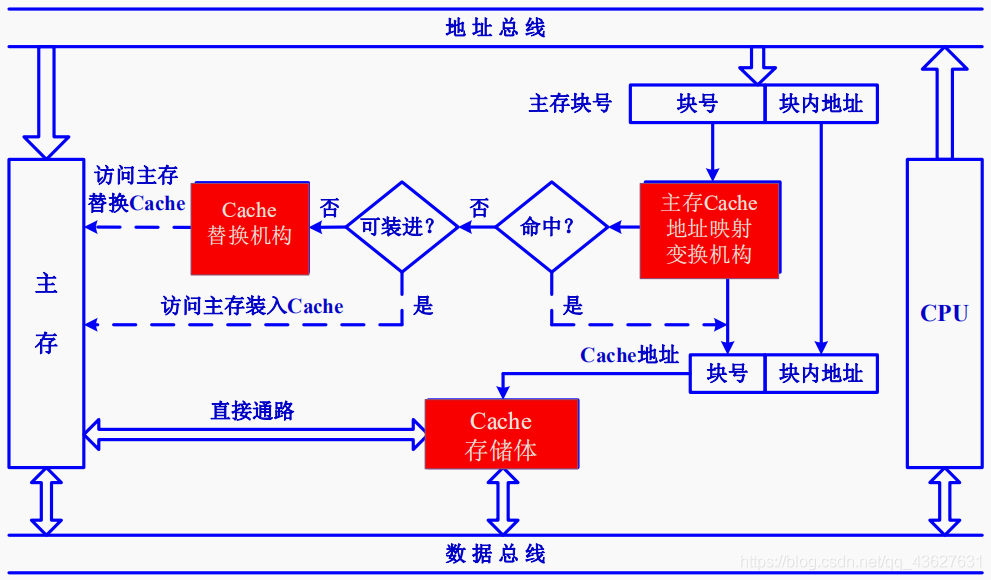 地址总线
主存块号
块号
块内地址
访问主存
替换Cache
Cache
替换机构
否
可装进？
否
命中？
主存Cache
地址映射
变换机构
主
存
访问主存装入Cache
是
是
CPU
Cache地址
块号
块内地址
直接通路
Cache
存储体
数据总线
https://blog.csdn.net/qq_43627631